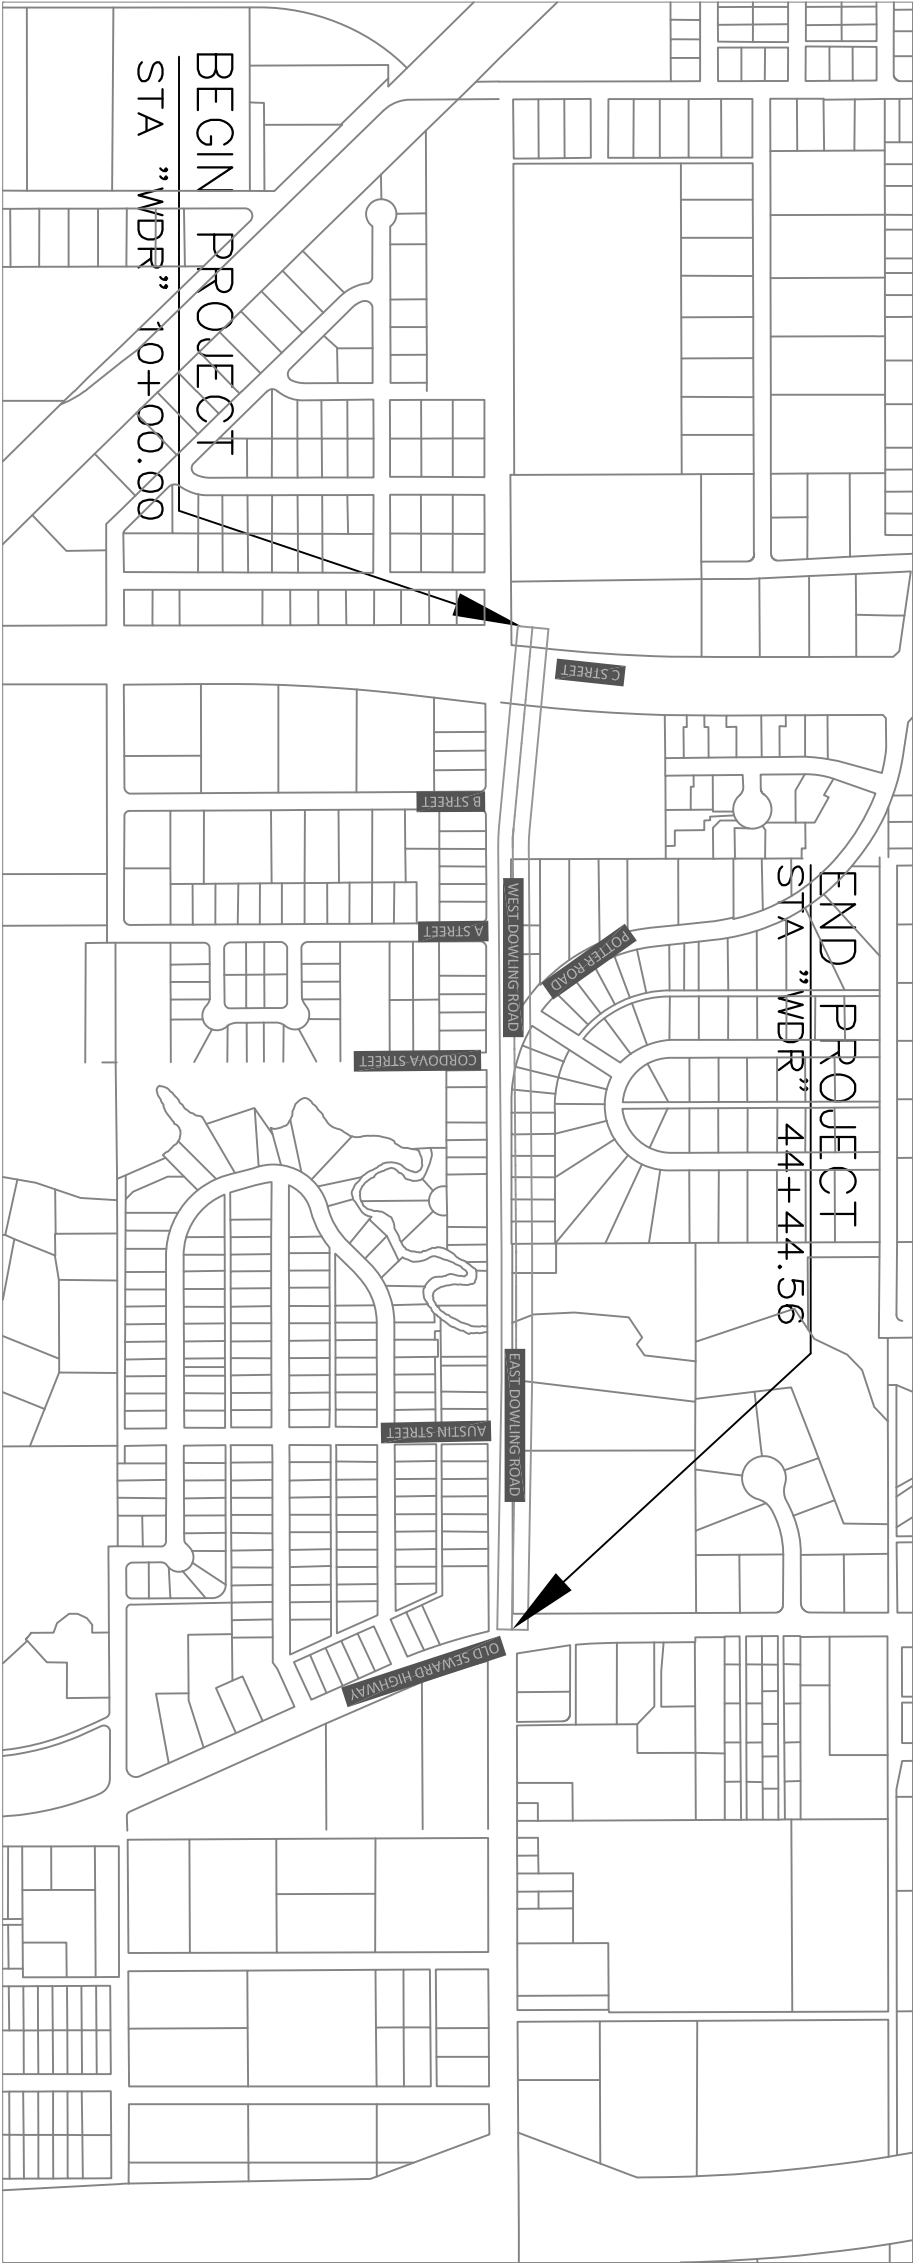 BEGIN PROJECT
STA "WDR" 10+00.00
C STREET
B STREET
A STREET
WEST DOWLING ROAD
POTTER ROAD
CORDOVA STREET
END PROJECT
STA "WDR" 44+44.56
EAST DOWLING ROAD
AUSTIN STREET
OLD SEWARD HIGHWAY